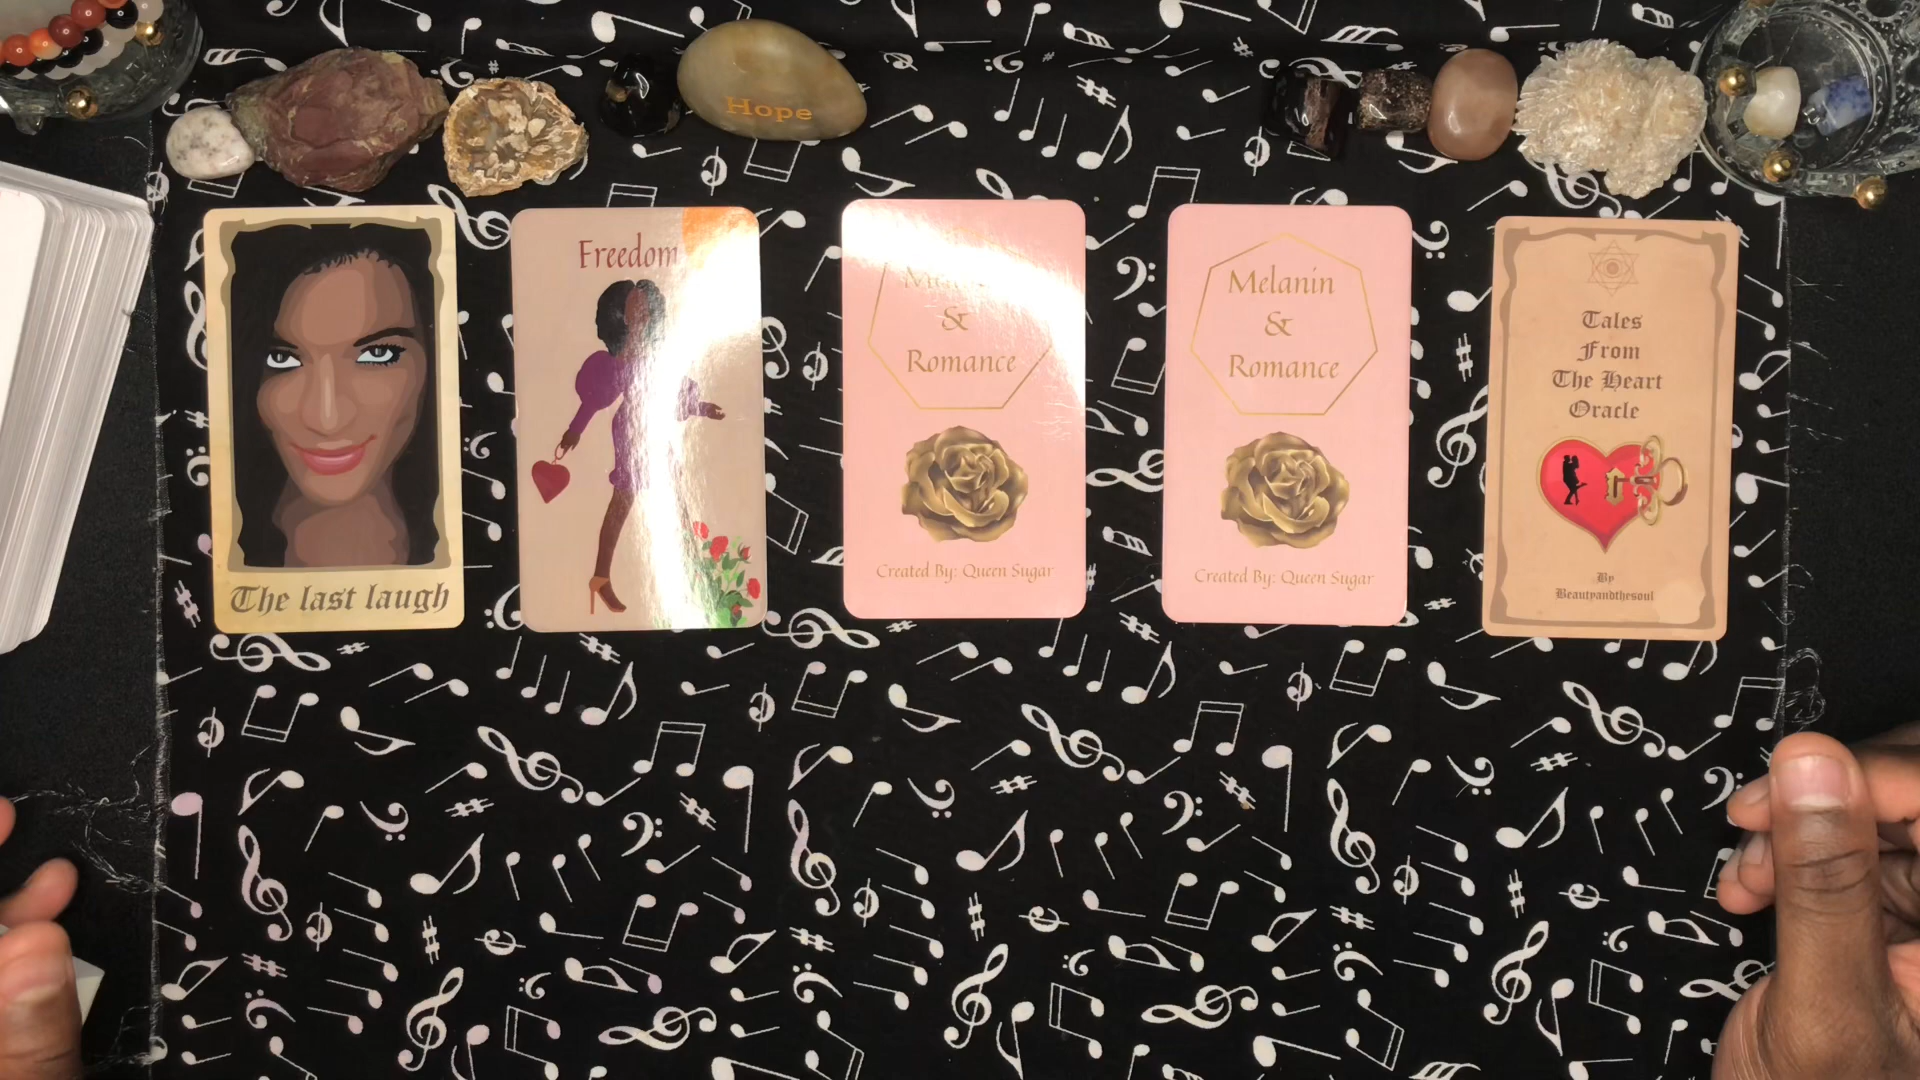 Hope
The last laugh
Freedom
&
Romance
Created By: Queen Sugar
Melanin
&
Romance
Created By: Queen Sugar
Tales
From
The Heart
Oracle
By
Beautyandthesoul